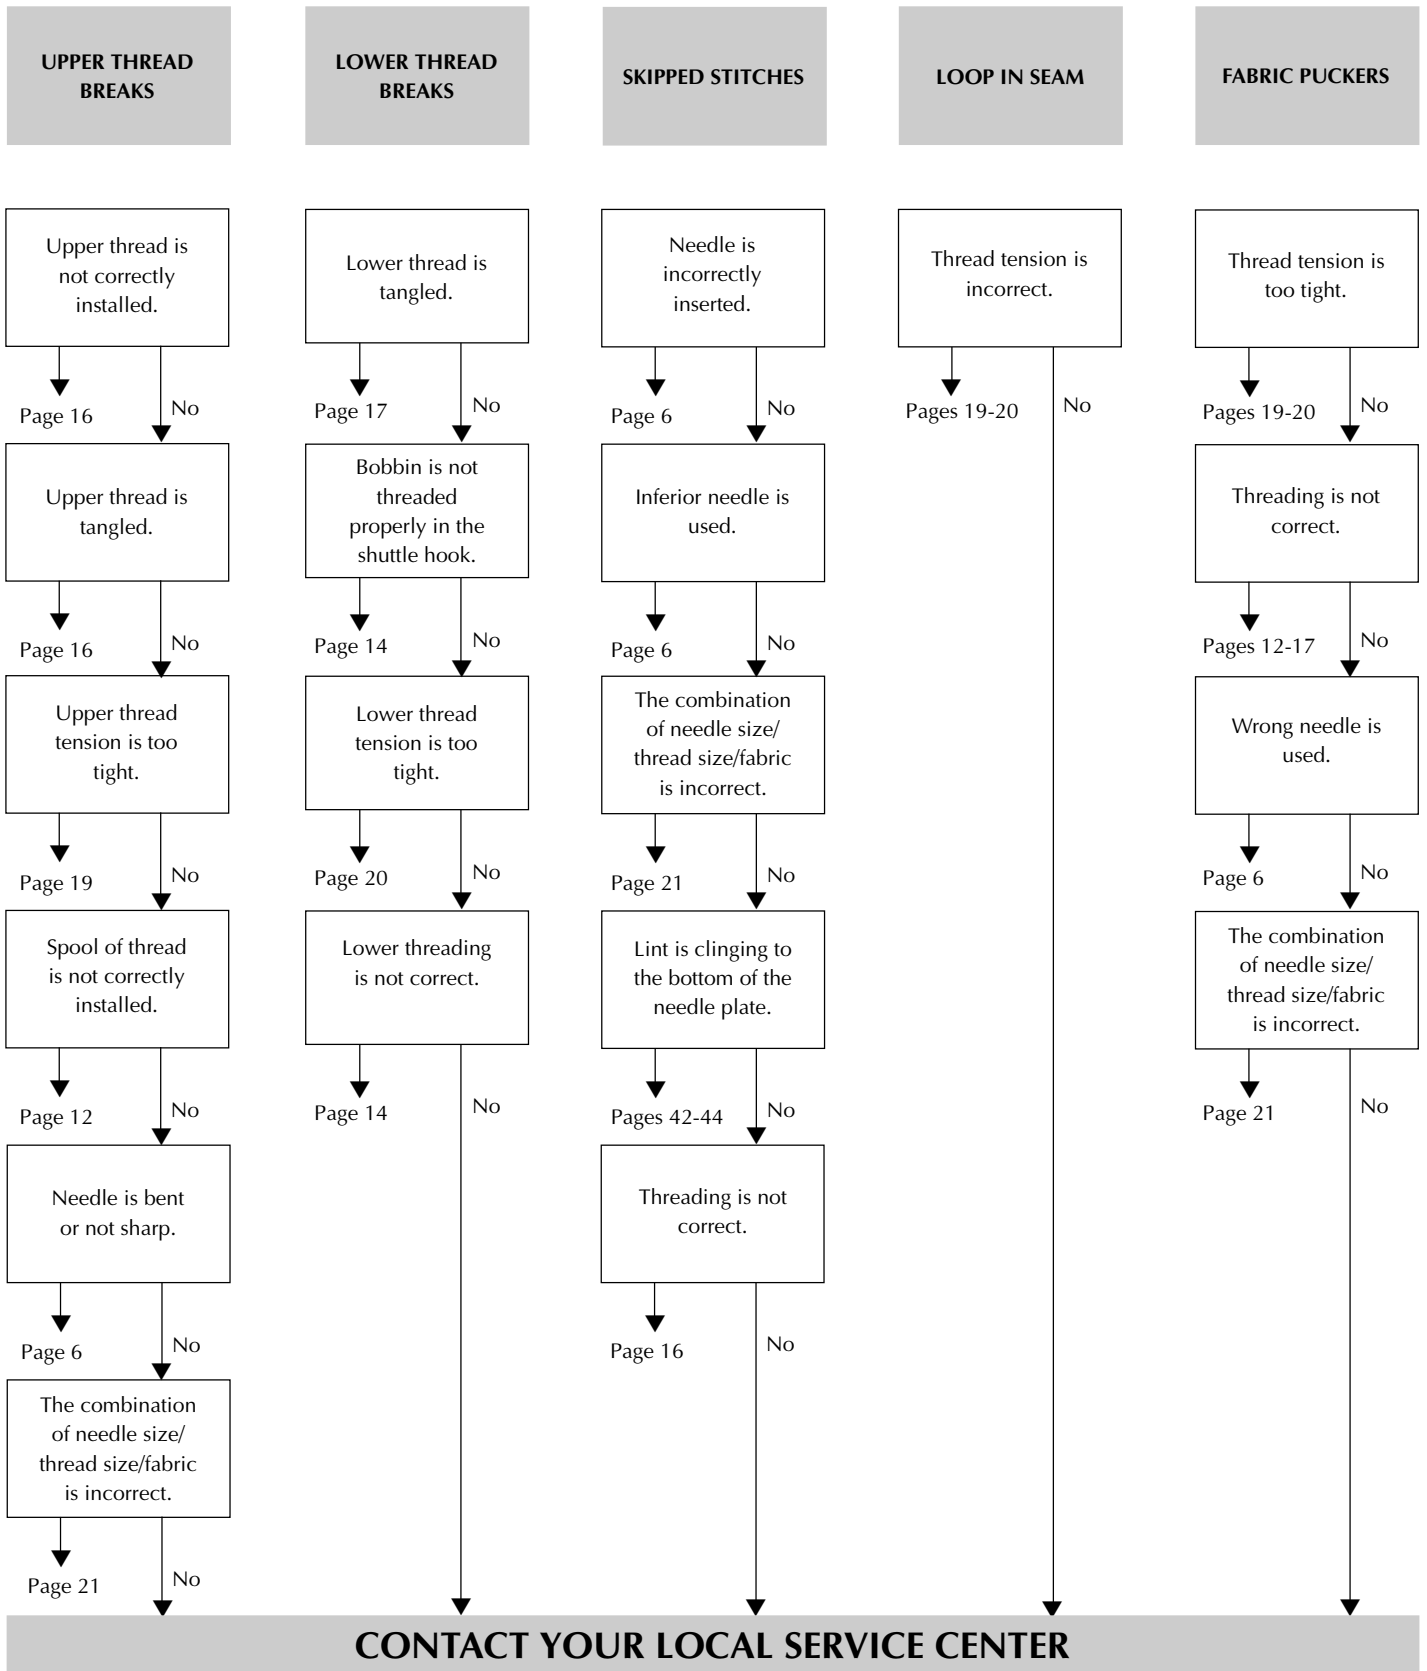 UPPER THREAD
BREAKS
Upper thread is
not correctly
installed.
Page 16
No
Upper thread is
tangled.
Page 16
No
Upper thread
tension is too
tight.
Page 19
No
Spool of thread
is not correctly
installed.
Page 12
No
Needle is bent
or not sharp.
Page 6
No
The combination
of needle size/
thread size/fabric
is incorrect.
Page 21
No
LOWER THREAD
BREAKS
Lower thread is
tangled.
Page 17
No
Bobbin is not
threaded
properly in the
shuttle hook.
Page 14
No
Lower thread
tension is too
tight.
Page 20
No
Lower threading
is not correct.
Page 14
No
SKIPPED STITCHES
Needle is
incorrectly
inserted.
Page 6
No
Inferior needle is
used.
Page 6
No
The combination
of needle size/
thread size/fabric
is incorrect.
Page 21
No
Lint is clinging to
the bottom of the
needle plate.
Pages 42-44
No
Threading is not
correct.
Page 16
No
LOOP IN SEAM
Thread tension is
incorrect.
Pages 19-20
No
FABRIC PUCKERS
Thread tension is
too tight.
Pages 19-20
No
Threading is not
correct.
Pages 12-17
No
Wrong needle is
used.
Page 6
No
The combination
of needle size/
thread size/fabric
is incorrect.
Page 21
No
CONTACT YOUR LOCAL SERVICE CENTER